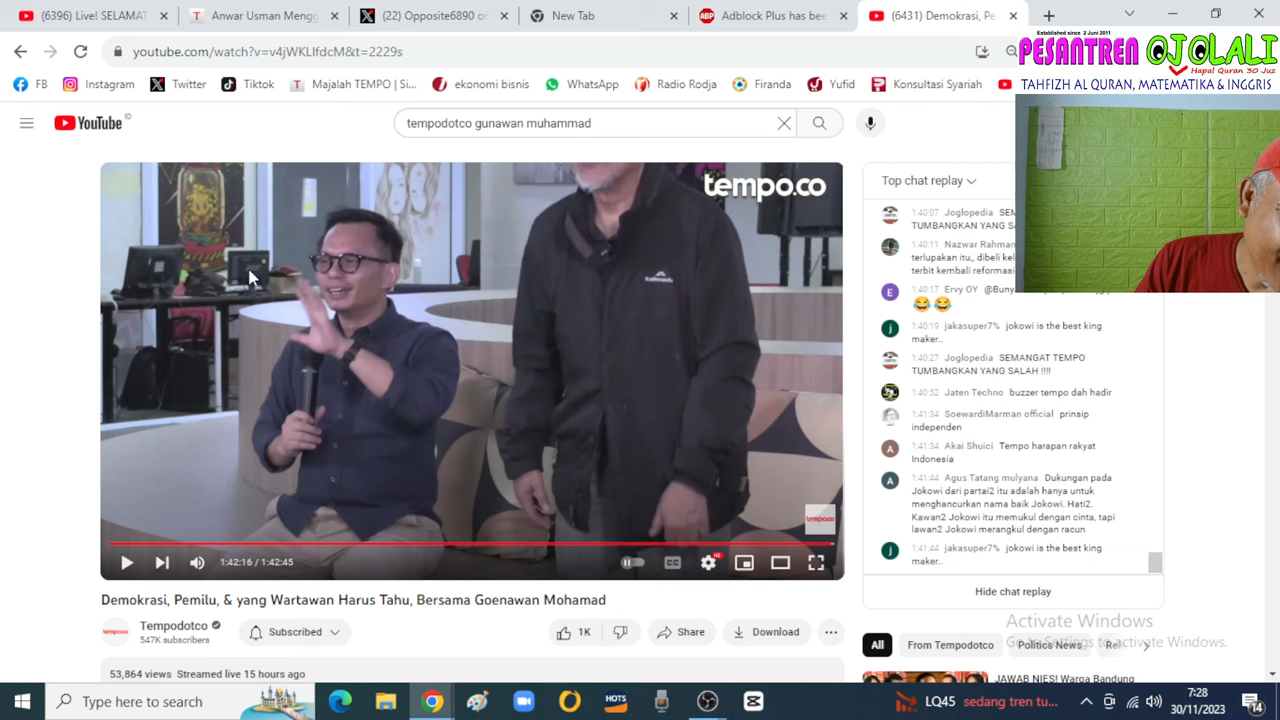 (6396) Live! SELAMAT
Anwar Usman Mengg
(22) Opposite6890 or
New Tab
Adblock Plus has bee
(6431) Demokrasi, Pe
Established since 2 Juni 2011
PESANTREN OJOLALI
Hapal Quran 30 Juz
TAHFIZH AL QURAN, MATEMATIKA & INGGRIS
FB
Instagram
Twitter
Tiktok
Majalah TEMPO | Si...
ekonomi bisnis
WhatsApp
Radio Rodja
Firanda
Yufid
Konsultasi Syariah
YouTube ID
tempodotco gunawan muhammad
tempo.co
Top chat replay
1:40:07 Joglopedia
1:40:11 Nazwar Rahman
terlupakan itu,, dibeli
terbit kembali reformasi
1:40:17 Ervy OY
😂😂
1:40:19 jakasuper7% jokowi is the best king
maker..
1:40:27 Joglopedia SEMANGAT TEMPO
TUMBANGKAN YANG SALAH !!!!
1:40:52 Jaten Techno buzzer tempo dah hadir
1:41:34 SoewardiMarman official prinsip
independen
1:41:34 Akai Shuici Tempo harapan rakyat
Indonesia
1:41:44 Agus Tatang mulyana Dukungan pada
Jokowi dari partai2 itu adalah hanya untuk
menghancurkan nama baik Jokowi. Hati2.
Kawan2 Jokowi itu memukul dengan cinta, tapi
lawan2 Jokowi merangkul dengan racun
1:41:44 jakasuper7% jokowi is the best king
maker..
tempo.co
1:42:16 / 1:42:45
Hide chat replay
Demokrasi, Pemilu, & yang Wartawan Harus Tahu, Bersama Goenawan Mohamad
Tempodotco
547K subscribers
Subscribed
1K
Share
Download
Activate Windows
Go to Settings to activate Windows.
All
From Tempodotco
Politics News
53,864 views Streamed live 15 hours ago
JAWAB NIES! Warga Bandung
Type here to search
HOTS
LQ45 sedang tren tu...
7:28
30/11/2023
14